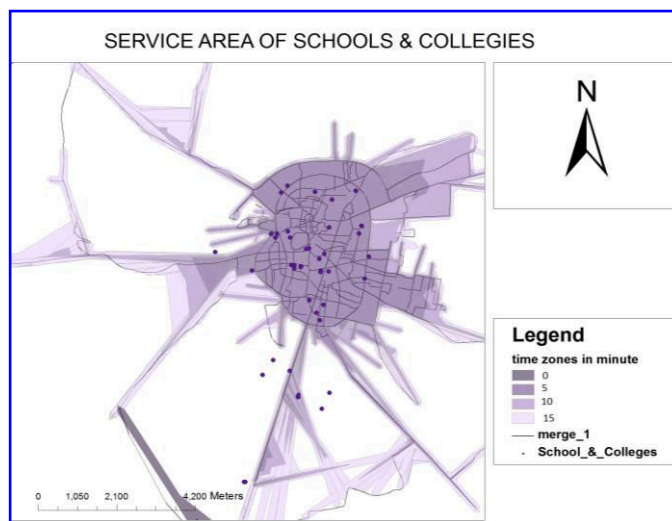 SERVICE AREA OF SCHOOLS & COLLEGIES
N
Legend
time zones in minute
0
5
10
15
merge_1
School_&_Colleges
0 1,050 2,100 4,200 Meters